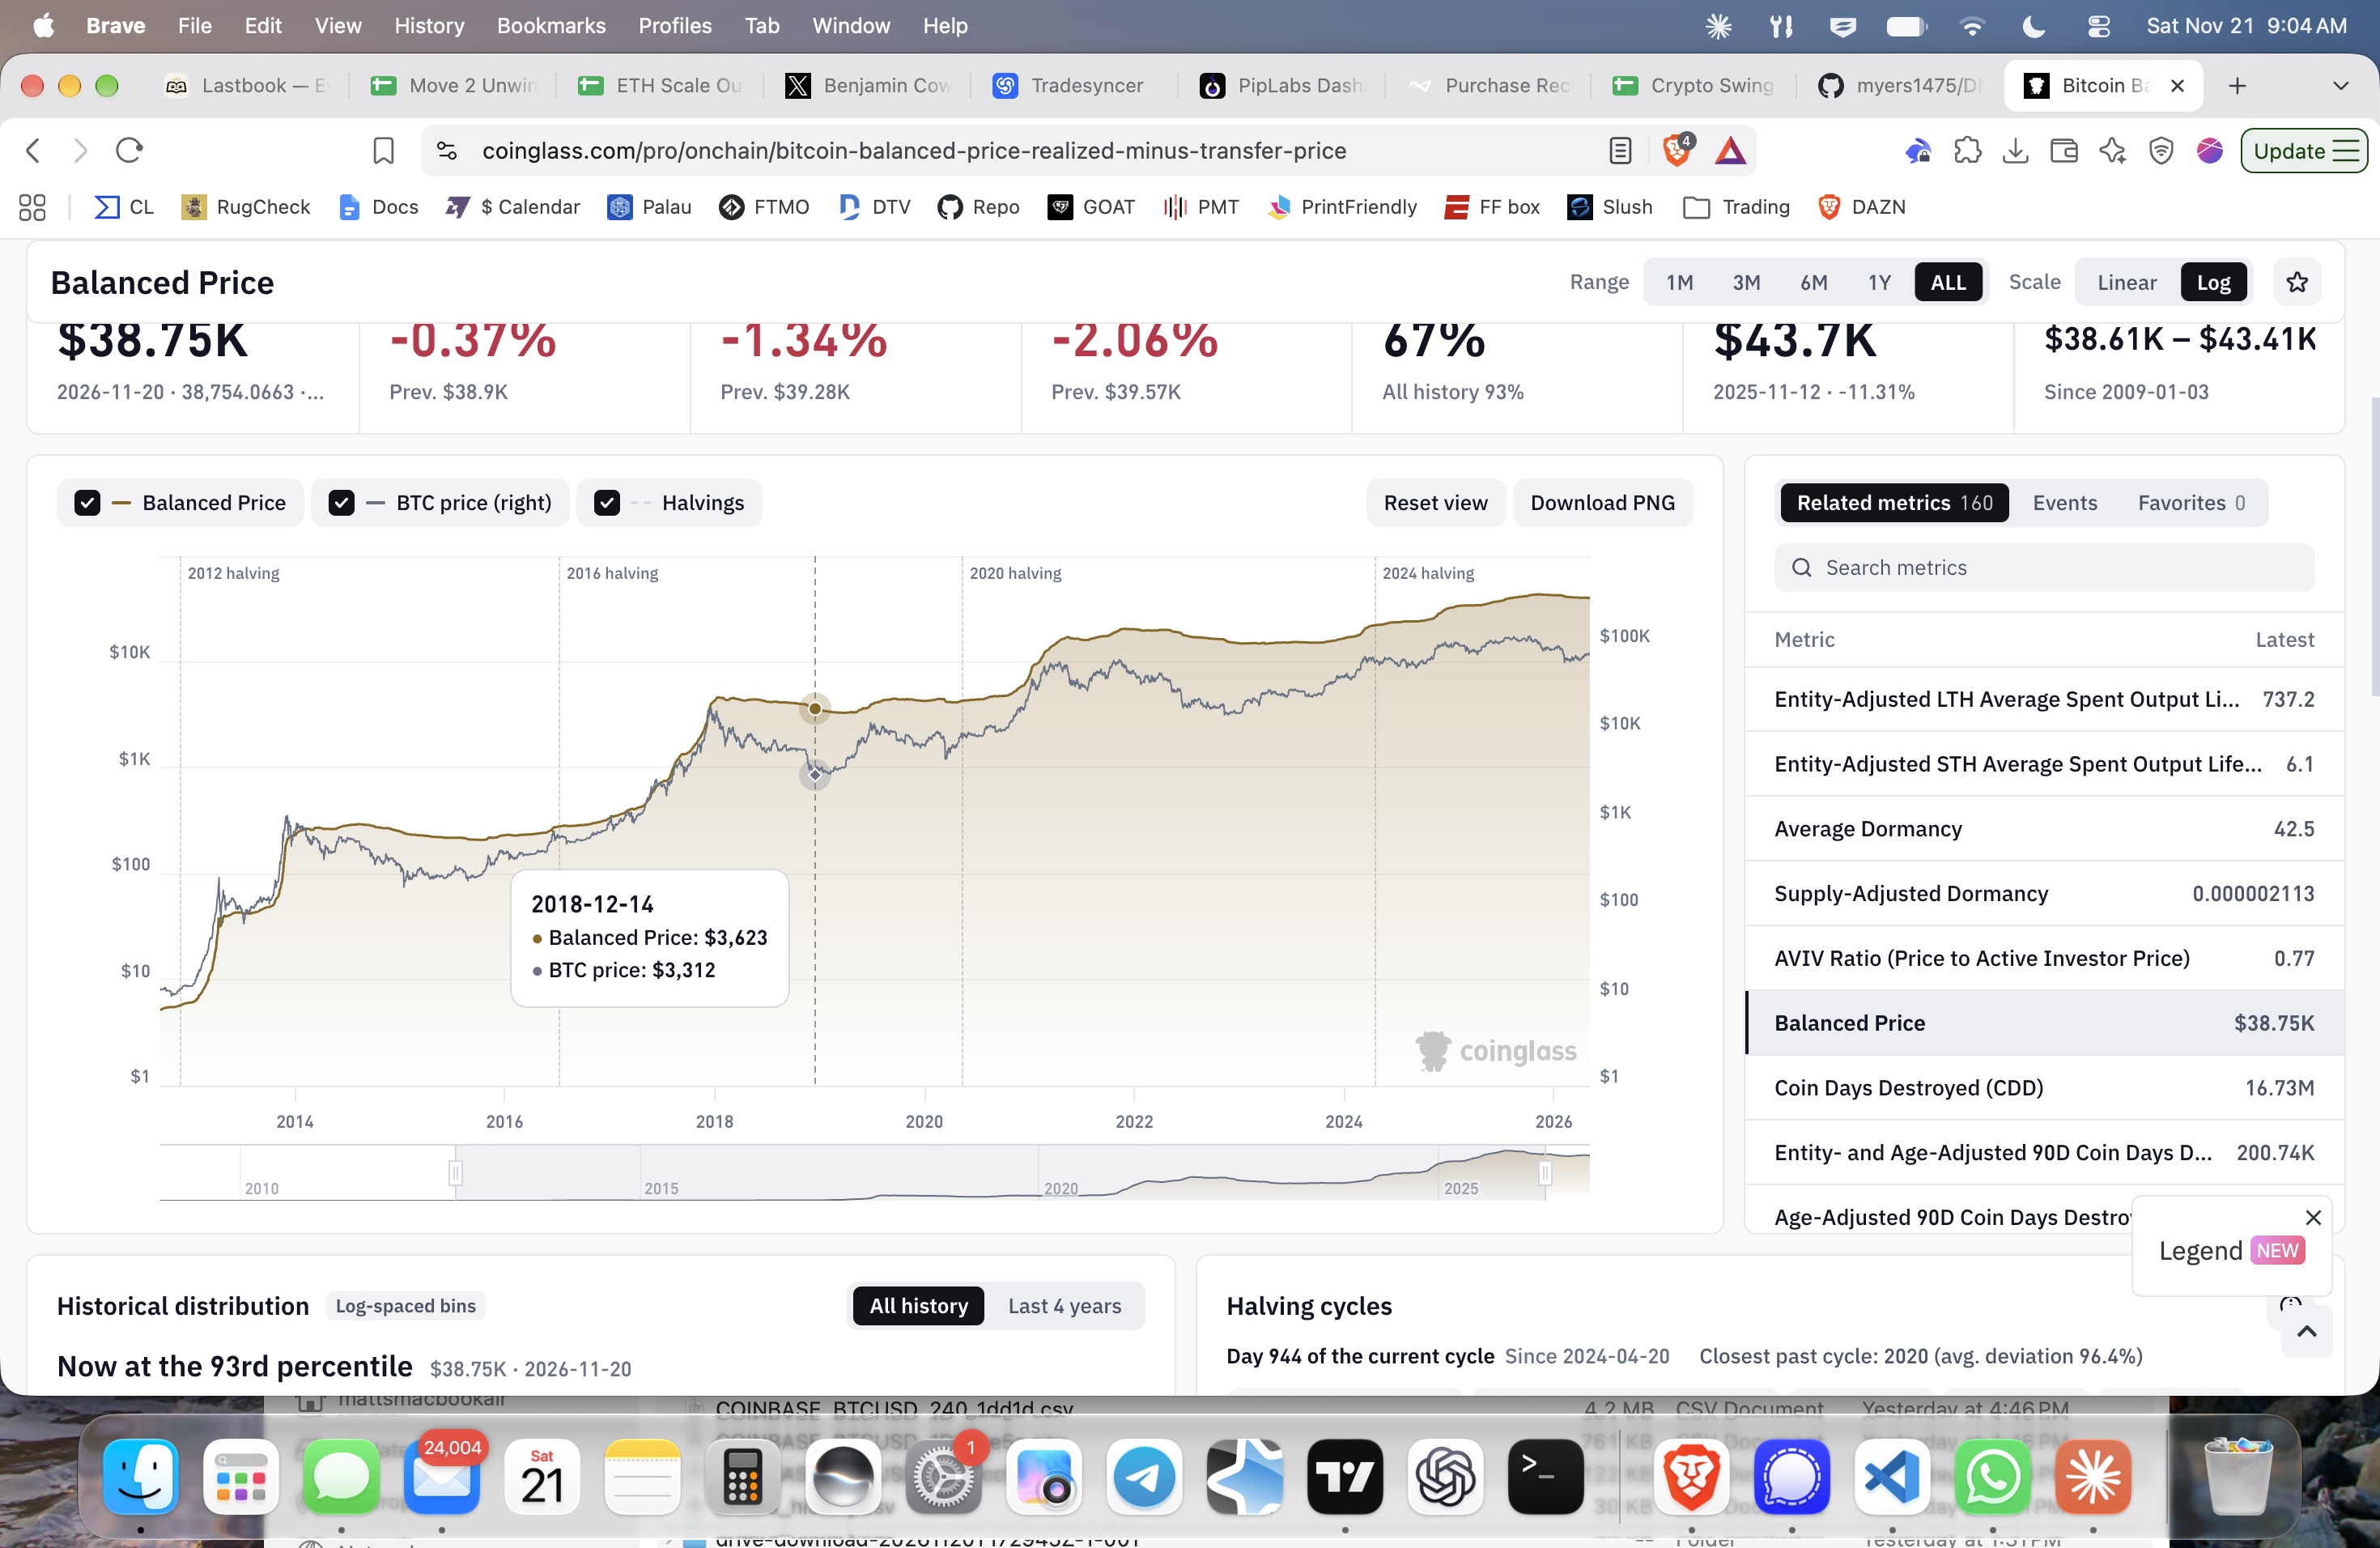 Brave File Edit View History Bookmarks Profiles Tab Window Help Sat Nov 21 9:04 AM
Lastbook — E Move 2 Unwin ETH Scale Ou Benjamin Cow Tradesyncer PipLabs Dash Purchase Rec Crypto Swing myers1475/D Bitcoin Ba
coinglass.com/pro/onchain/bitcoin-balanced-price-realized-minus-transfer-price 4 Update
CL RugCheck Docs $ Calendar Palau FTMO DTV Repo GOAT PMT PrintFriendly FF box Slush Trading DAZN
Balanced Price Range 1M 3M 6M 1Y ALL Scale Linear Log
$38.75K -0.37% -1.34% -2.06% 67% $43.7K $38.61K – $43.41K
2026-11-20 · 38,754.0663 ·... Prev. $38.9K Prev. $39.28K Prev. $39.57K All history 93% 2025-11-12 · -11.31% Since 2009-01-03
Balanced Price BTC price (right) Halvings Reset view Download PNG
2012 halving 2016 halving 2020 halving 2024 halving
$10K
$1K
$100
$10
$1
$100K
$10K
$1K
$100
$10
$1
2018-12-14
Balanced Price: $3,623
BTC price: $3,312
coinglass
2014 2016 2018 2020 2022 2024 2026
2010 2015 2020 2025
Related metrics 160 Events Favorites 0
Search metrics
Metric Latest
Entity-Adjusted LTH Average Spent Output Li... 737.2
Entity-Adjusted STH Average Spent Output Life... 6.1
Average Dormancy 42.5
Supply-Adjusted Dormancy 0.000002113
AVIV Ratio (Price to Active Investor Price) 0.77
Balanced Price $38.75K
Coin Days Destroyed (CDD) 16.73M
Entity- and Age-Adjusted 90D Coin Days D... 200.74K
Age-Adjusted 90D Coin Days Destro
Legend NEW
Historical distribution Log-spaced bins All history Last 4 years
Now at the 93rd percentile $38.75K · 2026-11-20
Halving cycles
Day 944 of the current cycle Since 2024-04-20 Closest past cycle: 2020 (avg. deviation 96.4%)
mattsmacbookair
COINBASE_BTCUSD_240_1dd1d.csv 4.2 MB CSV Document Yesterday at 4:46 PM
24,004 Sat 21 1